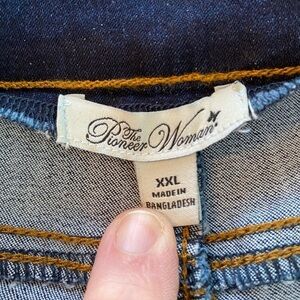 The
Pioneer Woman
XXL
MADE IN
BANGLADESH